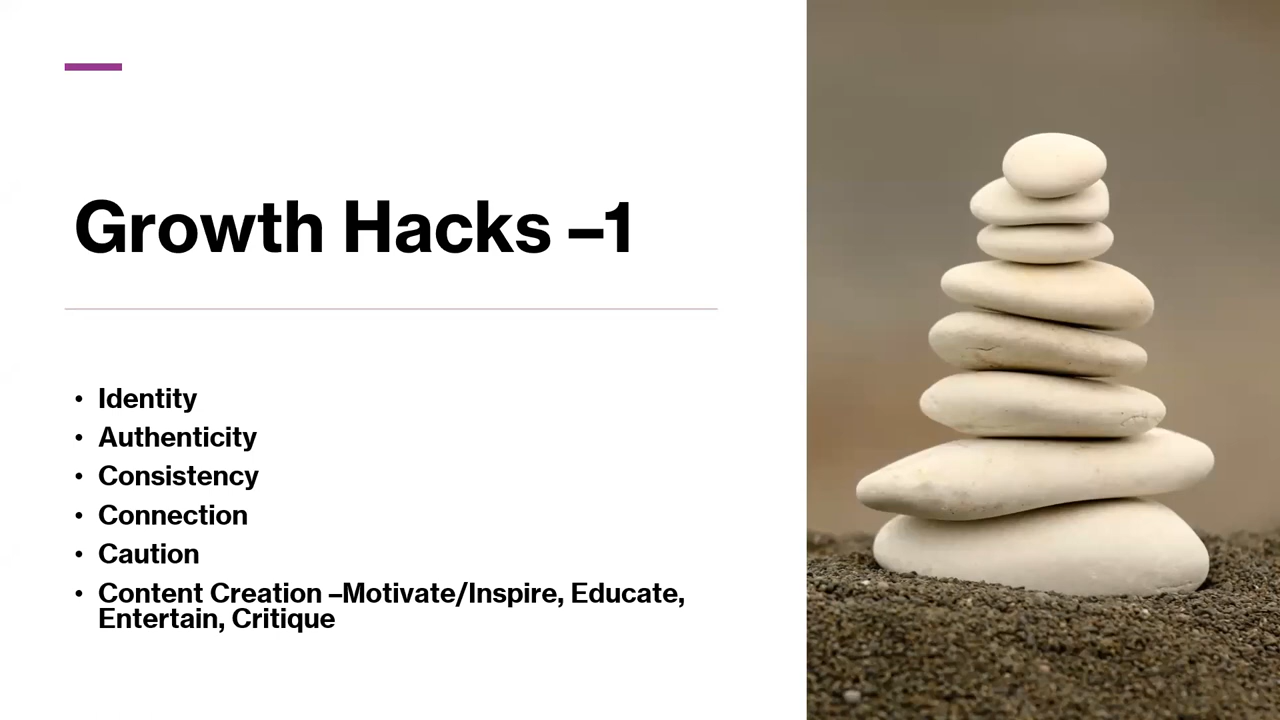 Growth Hacks –1
• Identity
• Authenticity
• Consistency
• Connection
• Caution
• Content Creation –Motivate/Inspire, Educate,
Entertain, Critique